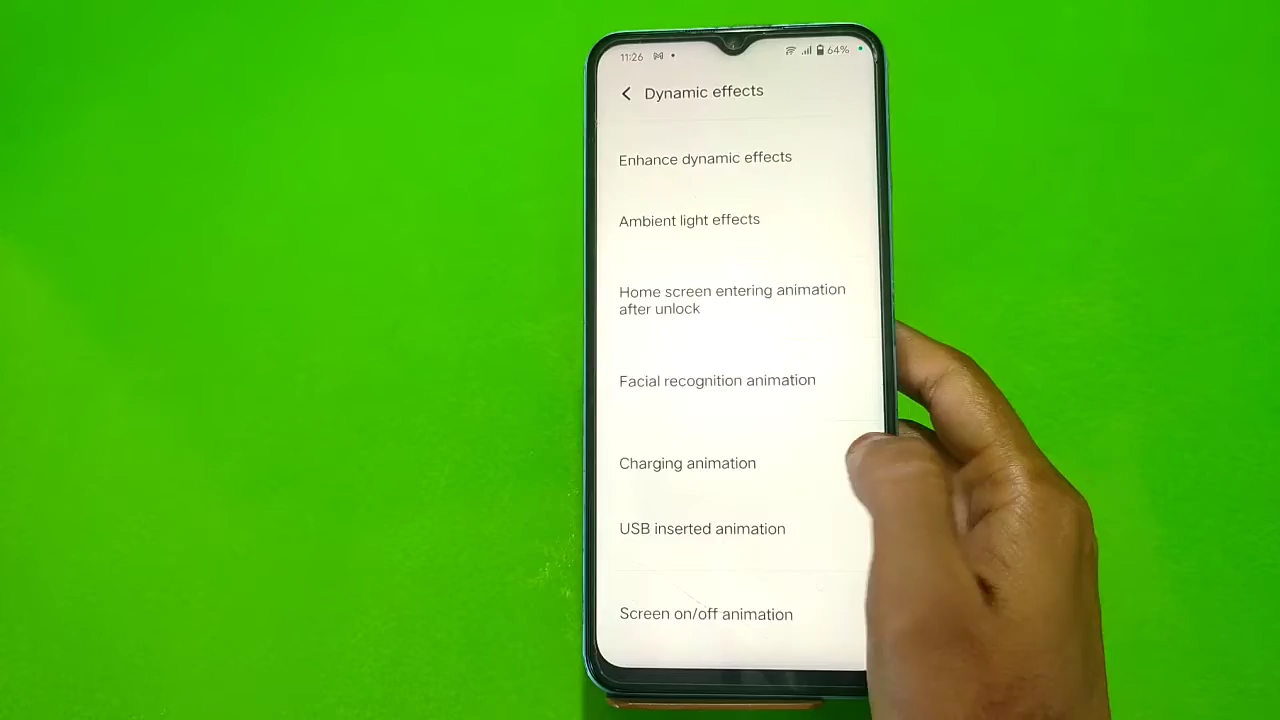 11:26
64%
Dynamic effects
Enhance dynamic effects
Ambient light effects
Home screen entering animation
after unlock
Facial recognition animation
Charging animation
USB inserted animation
Screen on/off animation